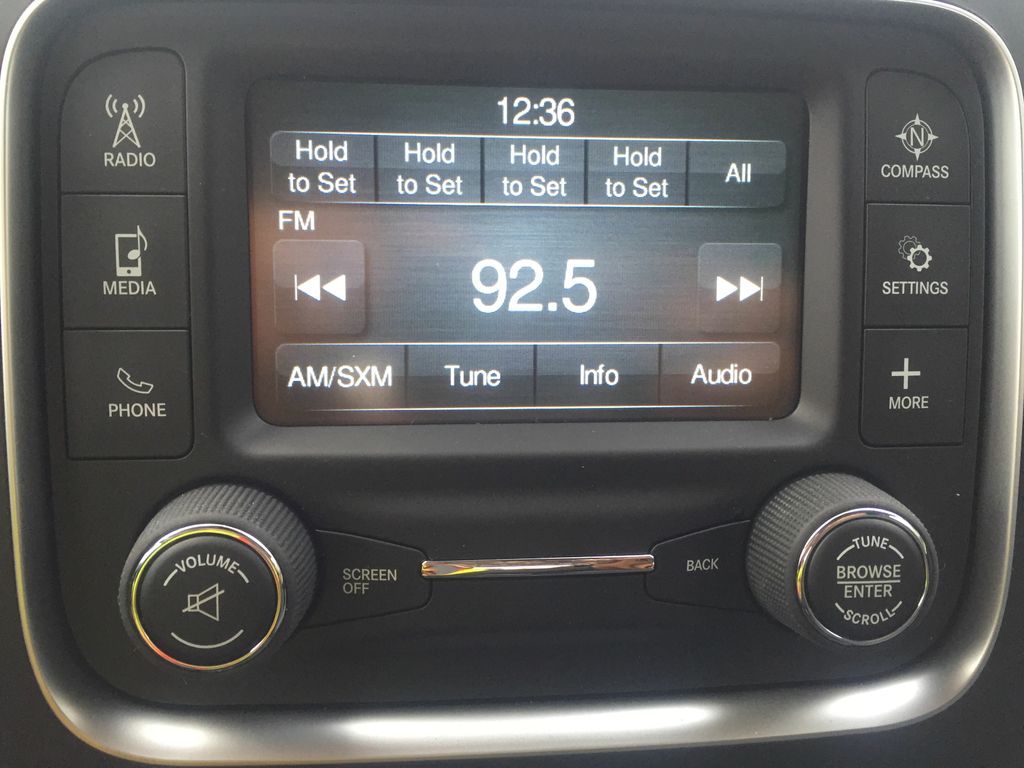 12:36
Hold to Set
Hold to Set
Hold to Set
Hold to Set
All
FM
92.5
AM/SXM
Tune
Info
Audio
RADIO
MEDIA
PHONE
N
COMPASS
SETTINGS
MORE
VOLUME
SCREEN
OFF
BACK
TUNE
BROWSE
ENTER
SCROLL